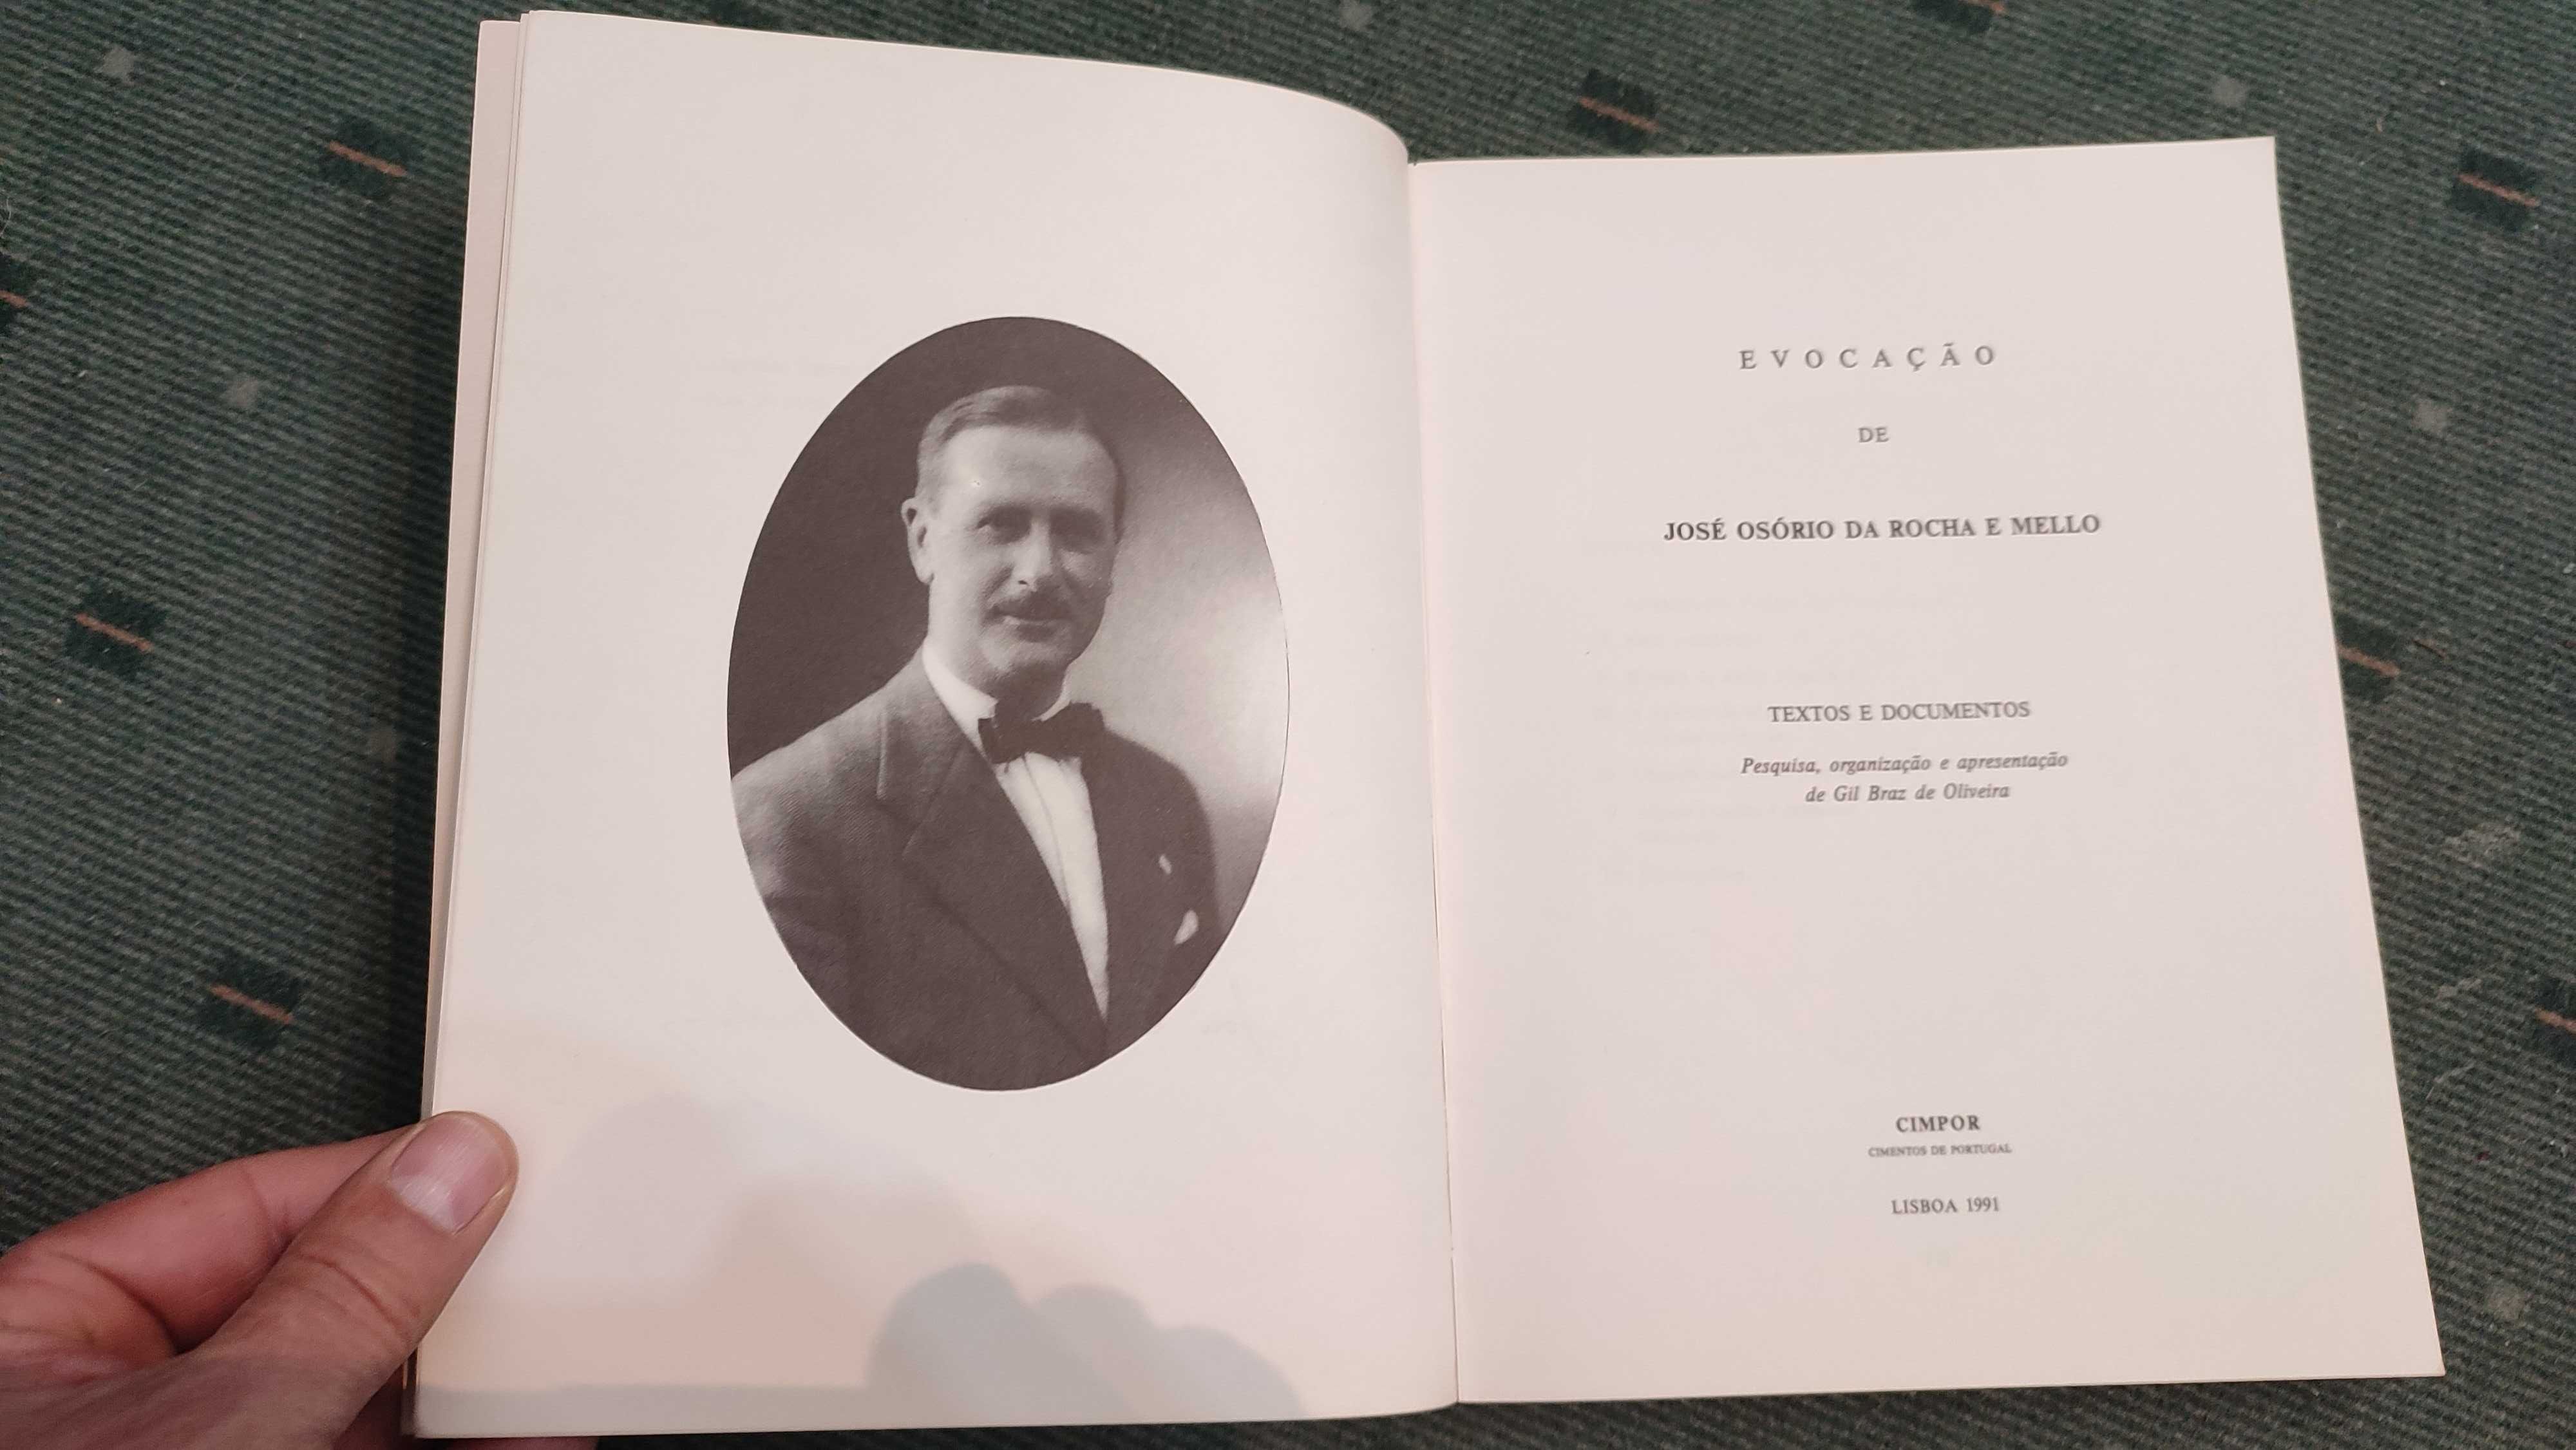 EVOCAÇÃO
DE
JOSÉ OSÓRIO DA ROCHA E MELLO
TEXTOS E DOCUMENTOS
Pesquisa, organização e apresentação
de Gil Braz de Oliveira
CIMPOR
CIMENTOS DE PORTUGAL
LISBOA 1991